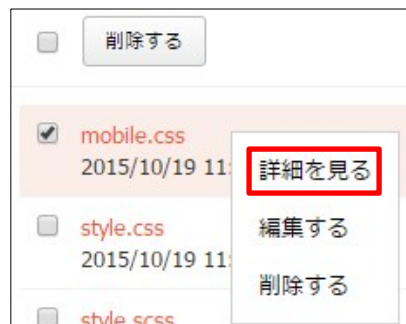 削除する
mobile.css
2015/10/19 11:
詳細を見る
style.css
編集する
2015/10/19 11:
削除する
style.scss